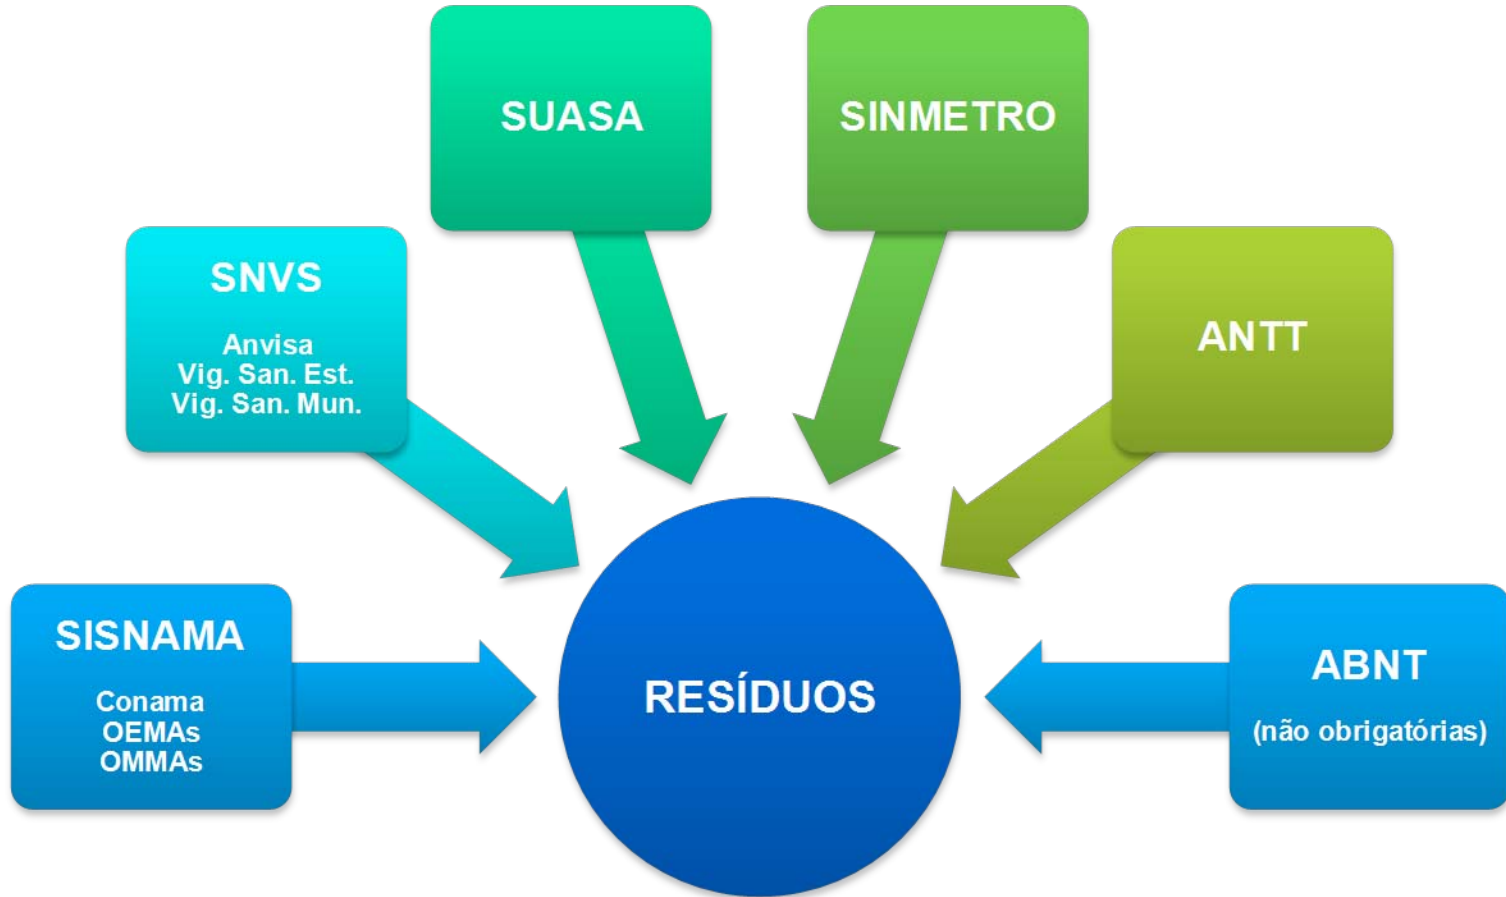 SUASA
SINMETRO
SNVS
Anvisa
Vig. San. Est.
Vig. San. Mun.
ANTT
SISNAMA
Conama
OEMAs
OMMAs
RESÍDUOS
ABNT
(não obrigatórias)